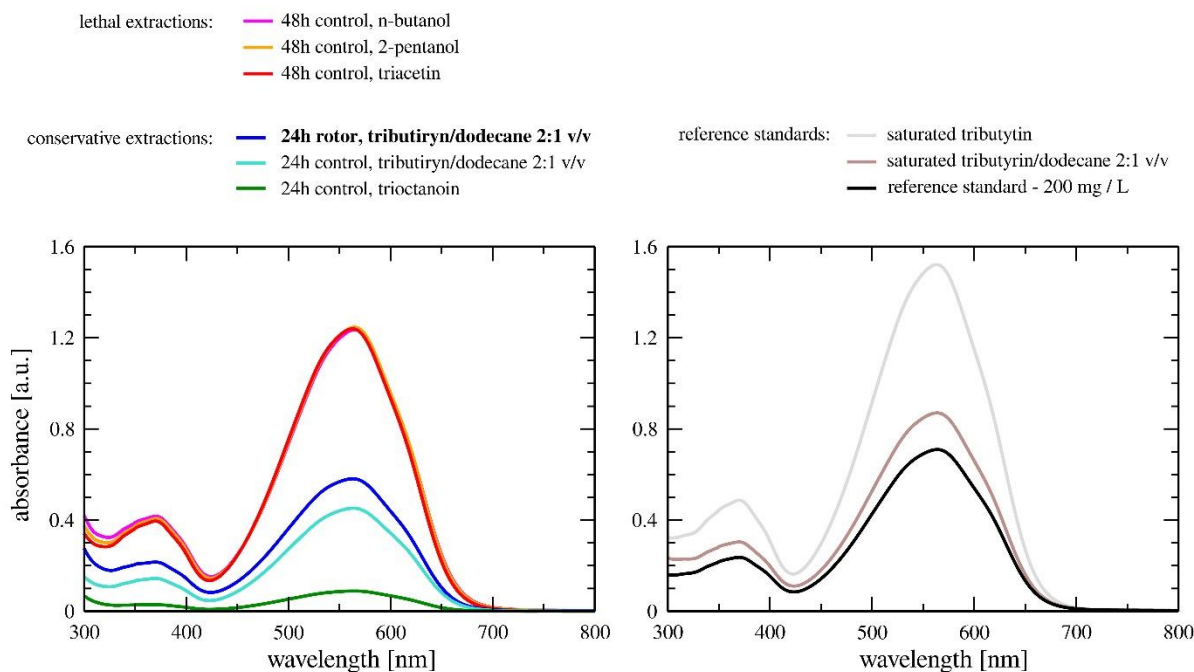 lethal extractions:
48h control, n-butanol
48h control, 2-pentanol
48h control, triacetin
conservative extractions:
24h rotor, tributiryn/dodecane 2:1 v/v
24h control, tributiryn/dodecane 2:1 v/v
24h control, trioctanoin
reference standards:
saturated tributytin
saturated tributyrin/dodecane 2:1 v/v
reference standard - 200 mg / L
absorbance [a.u.]
1.6
1.2
0.8
0.4
0
300 400 500 600 700 800
wavelength [nm]
1.6
1.2
0.8
0.4
0
300 400 500 600 700 800
wavelength [nm]